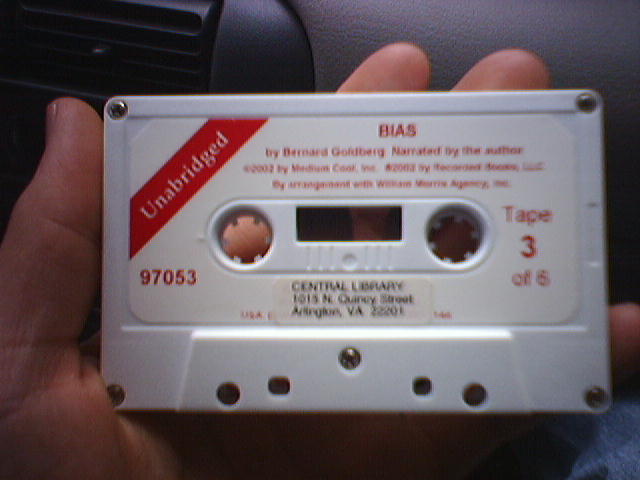 Unabridged
BIAS
by Bernard Goldberg Narrated by the author
©2002 by Medium Cool, Inc. ℗2002 by Recorded Books, LLC
By arrangement with William Morris Agency, Inc.
Tape
3
of 6
97053
CENTRAL LIBRARY
1015 N. Quincy Street
Arlington, VA 22201
USA